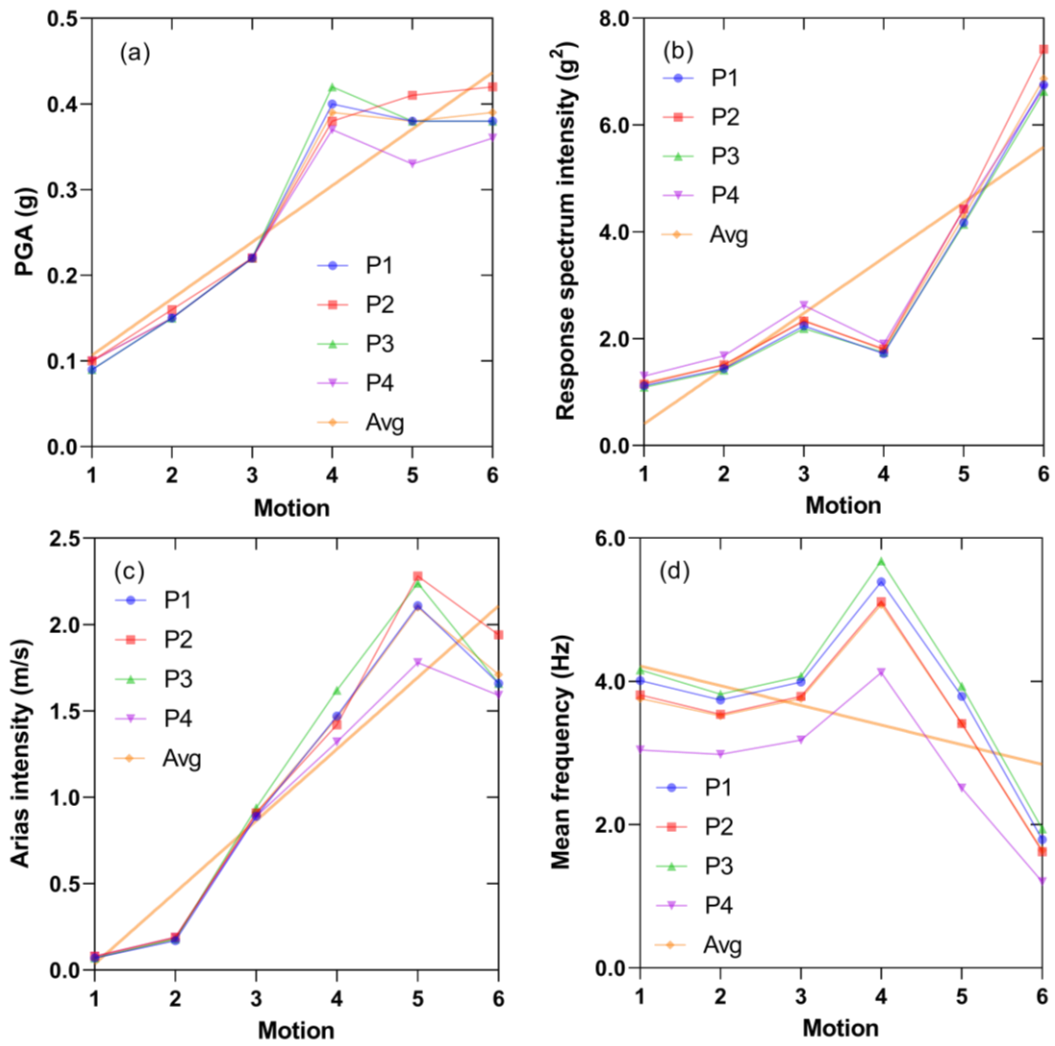 (a)
PGA (g)
0.5
0.4
0.3
0.2
0.1
0.0
P1
P2
P3
P4
Avg
1 2 3 4 5 6
Motion
(b)
Response spectrum intensity (g²)
8.0
6.0
4.0
2.0
0.0
P1
P2
P3
P4
Avg
1 2 3 4 5 6
Motion
(c)
Arias intensity (m/s)
2.5
2.0
1.5
1.0
0.5
0.0
P1
P2
P3
P4
Avg
1 2 3 4 5 6
Motion
(d)
Mean frequency (Hz)
6.0
4.0
2.0
0.0
P1
P2
P3
P4
Avg
1 2 3 4 5 6
Motion